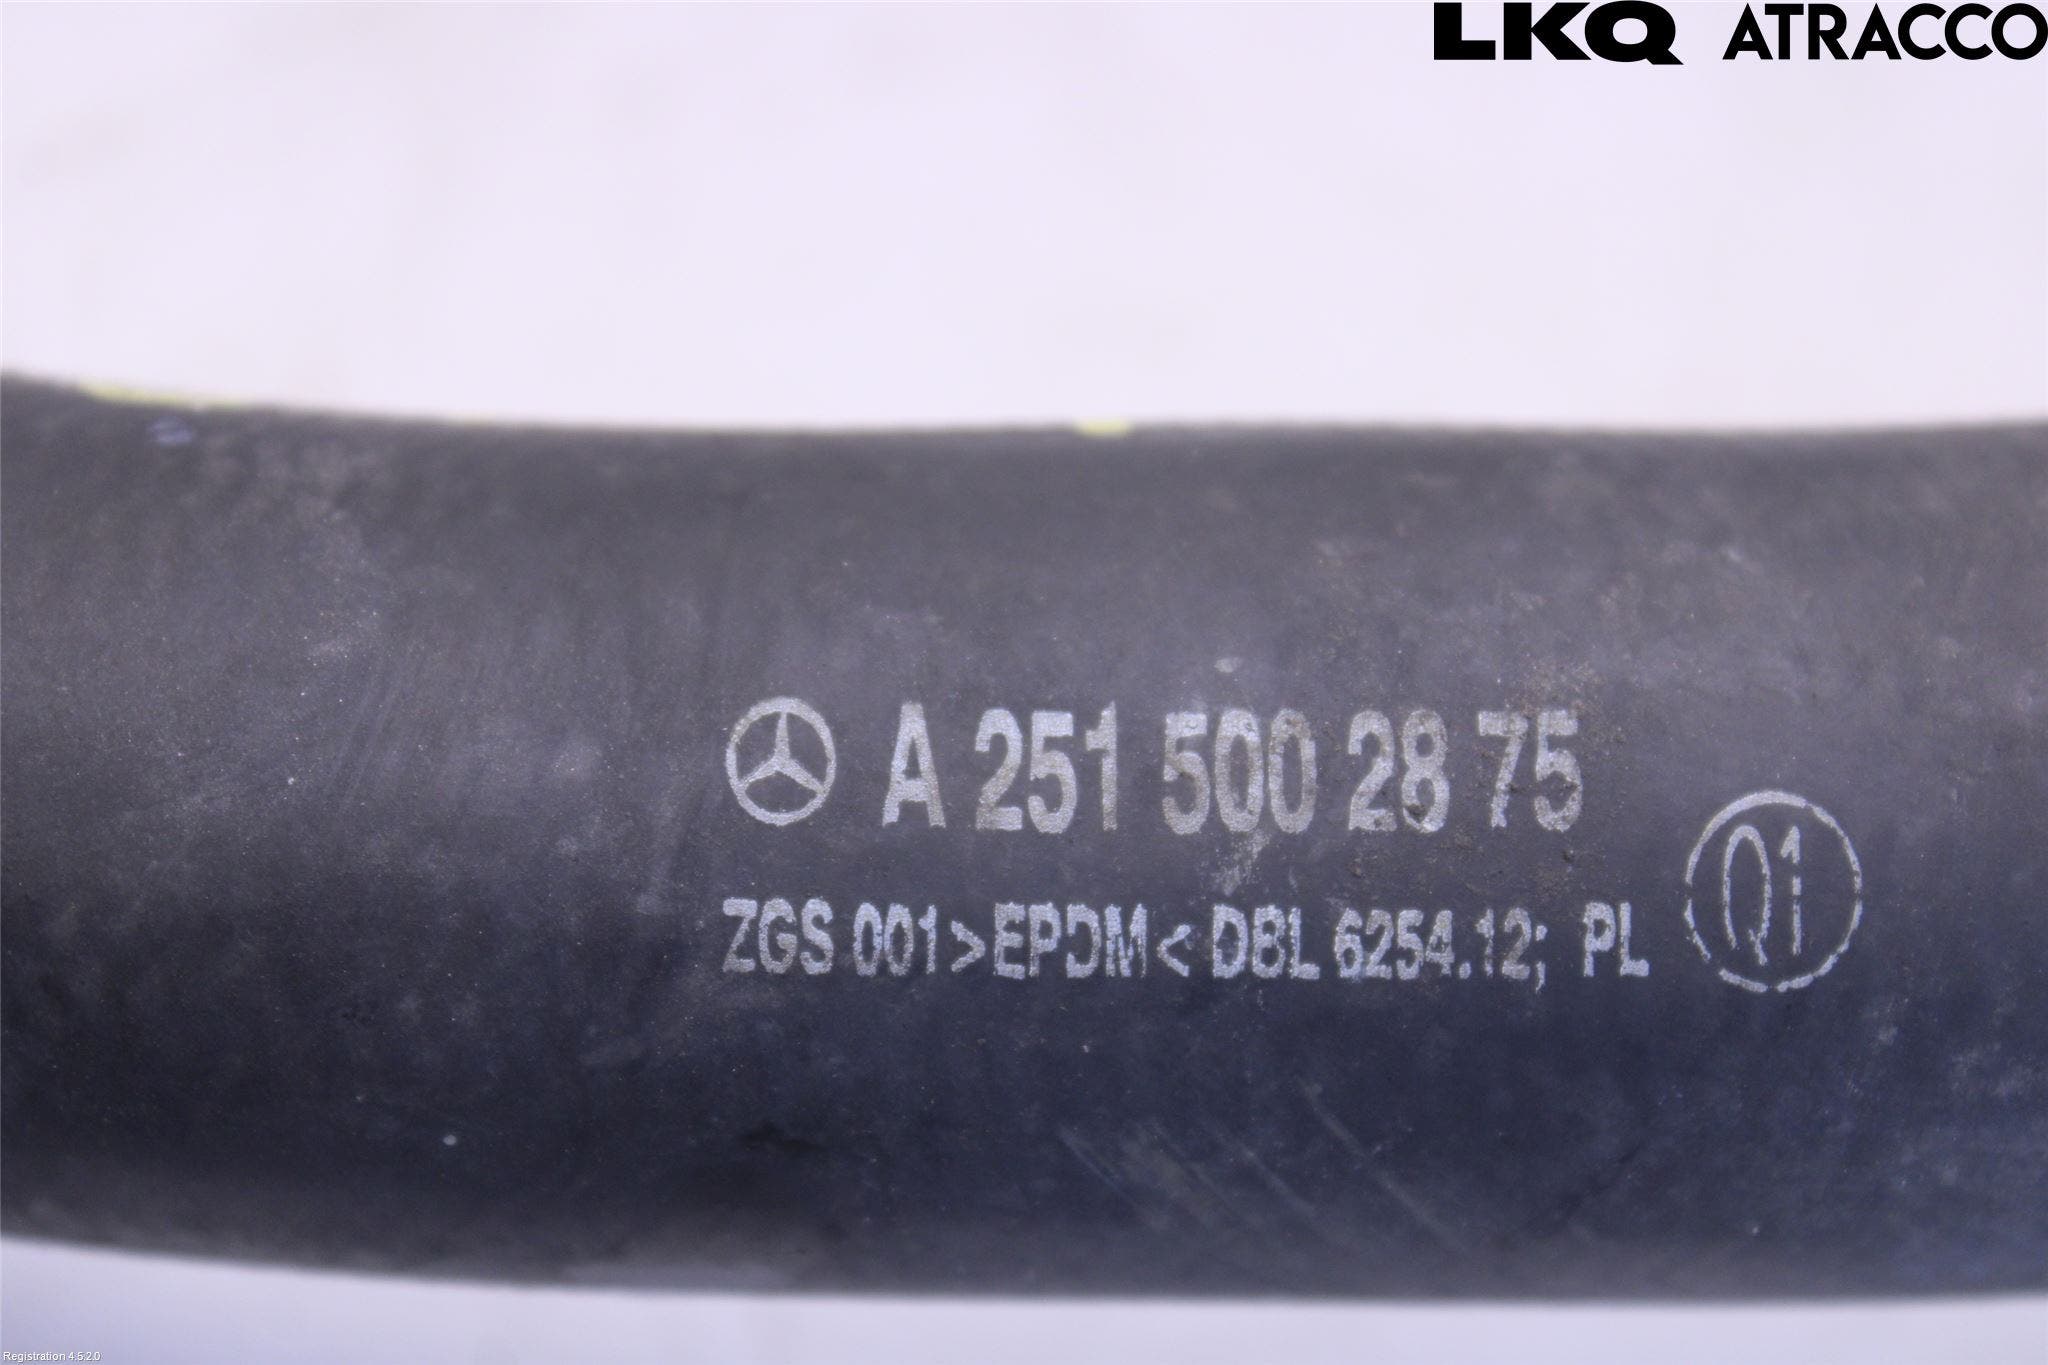 LKQ ATRACCO
A 251 500 28 75
ZGS 001 >EPDM< DBL 6254.12; PL
Q1
Registration 4.5.2.0